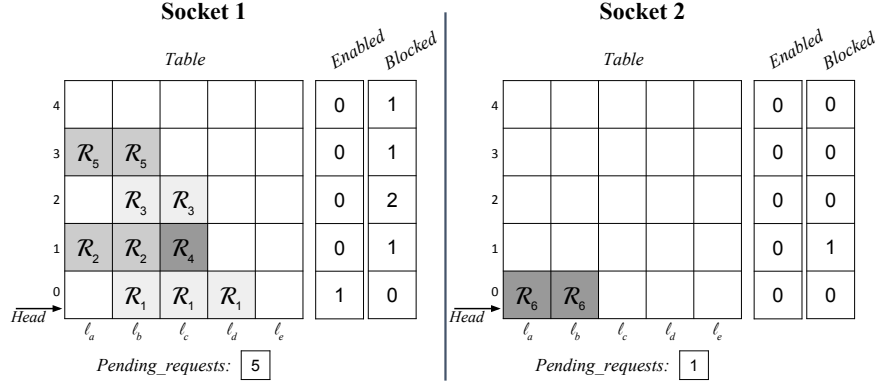 Socket 1
Table Enabled Blocked
4 0 1
3 R5 R5 0 1
2 R3 R3 0 2
1 R2 R2 R4 0 1
0 R1 R1 R1 1 0
Head
ℓa ℓb ℓc ℓd ℓe
Pending_requests: 5
Socket 2
Table Enabled Blocked
4 0 0
3 0 0
2 0 0
1 0 1
0 R6 R6 0 0
Head
ℓa ℓb ℓc ℓd ℓe
Pending_requests: 1